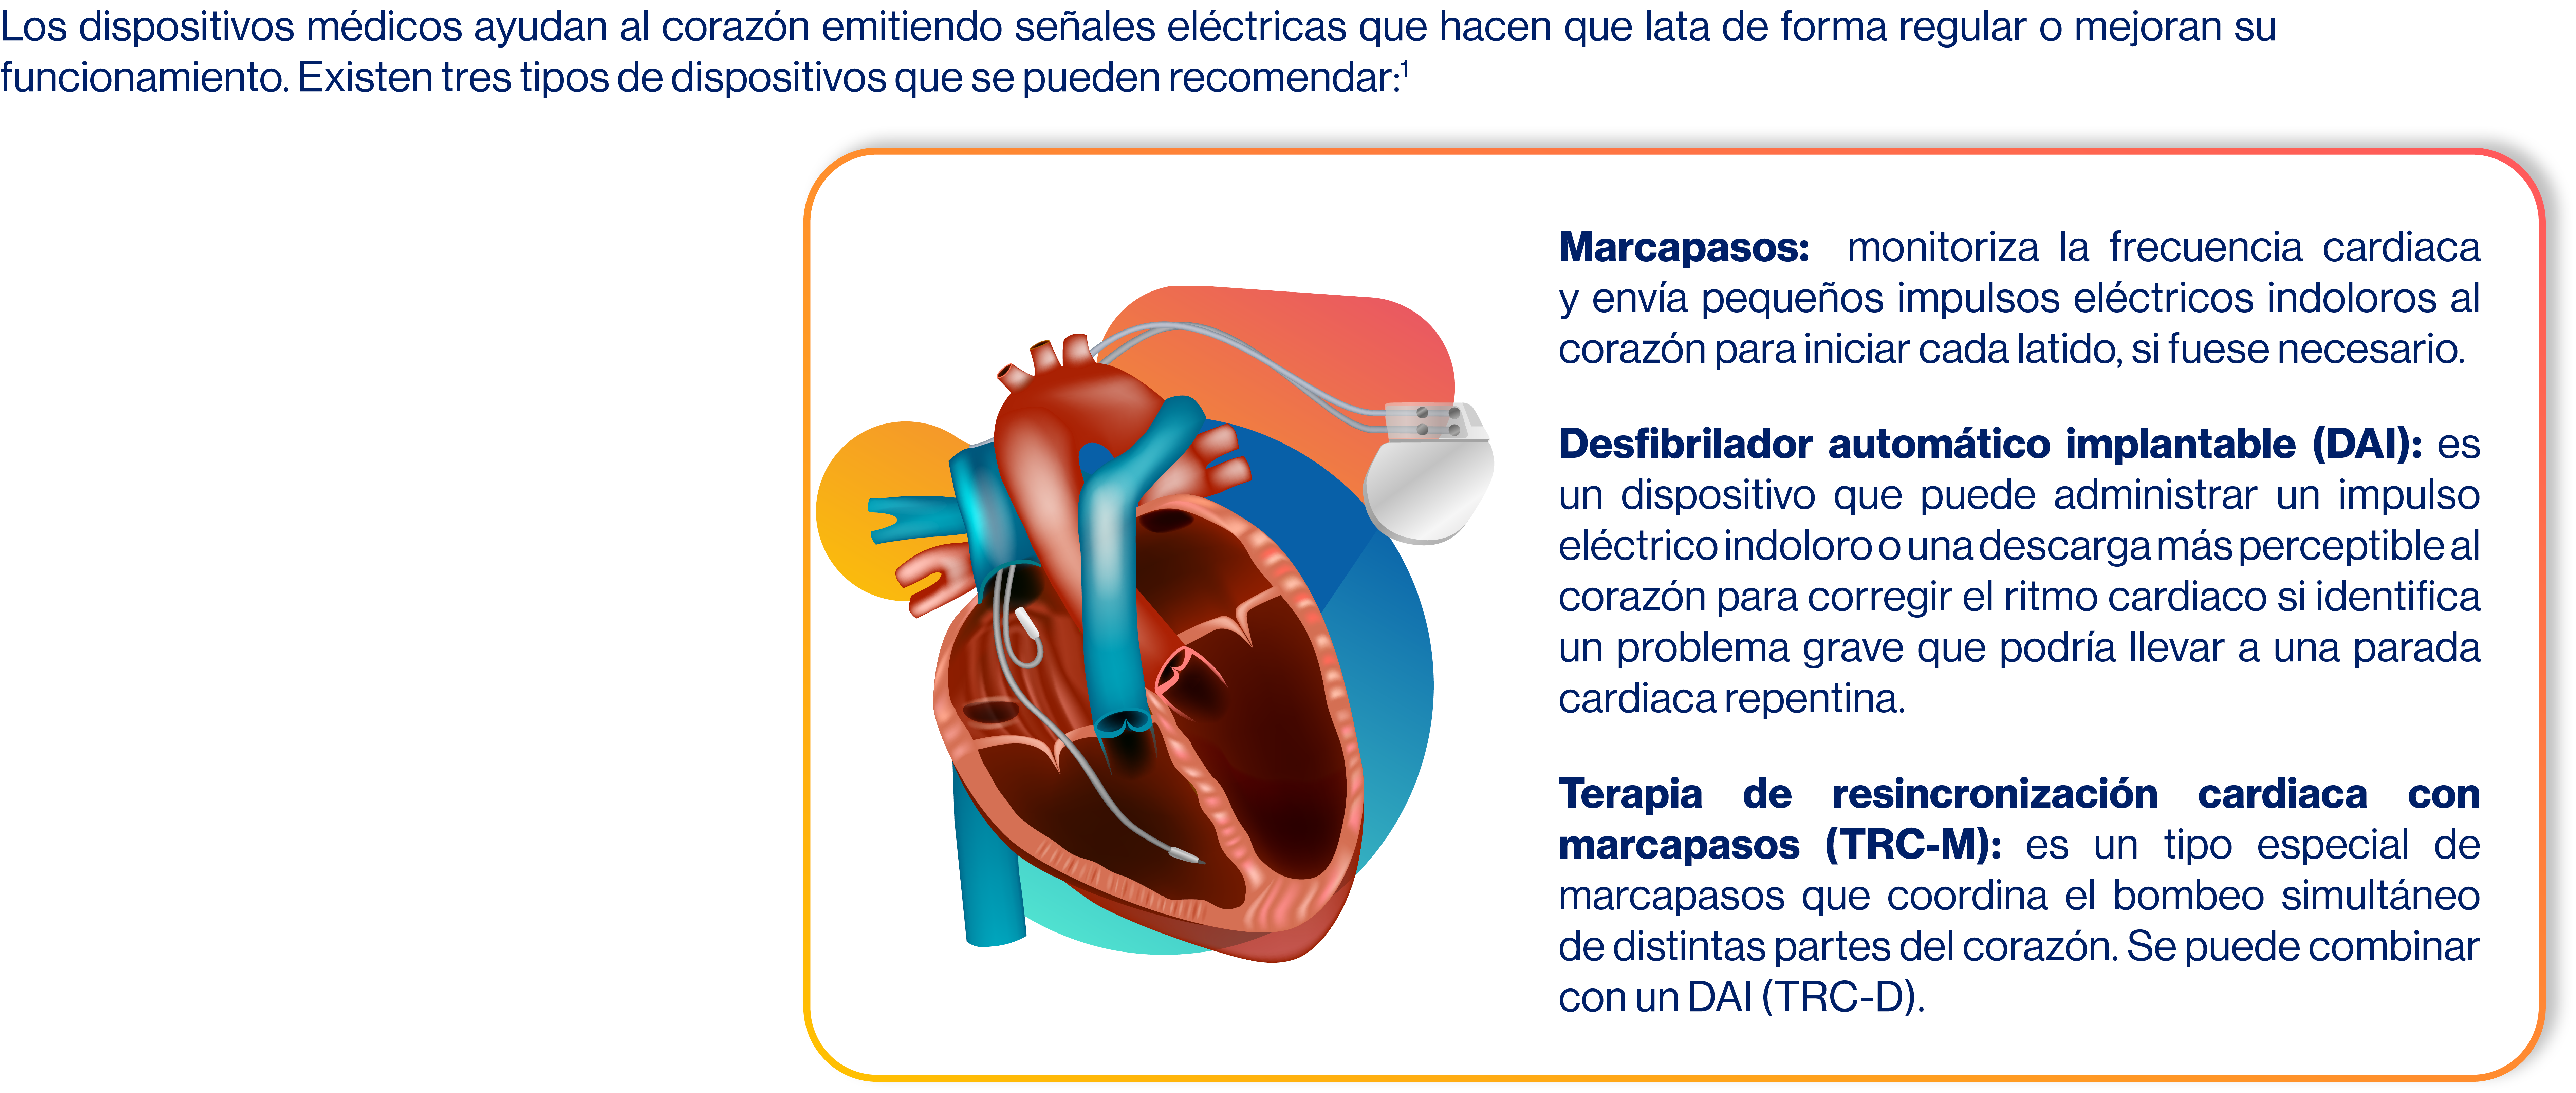 Los dispositivos médicos ayudan al corazón emitiendo señales eléctricas que hacen que lata de forma regular o mejoran su
funcionamiento. Existen tres tipos de dispositivos que se pueden recomendar:¹
Marcapasos: monitoriza la frecuencia cardiaca
y envía pequeños impulsos eléctricos indoloros al
corazón para iniciar cada latido, si fuese necesario.
Desfibrilador automático implantable (DAI): es
un dispositivo que puede administrar un impulso
eléctrico indoloro o una descarga más perceptible al
corazón para corregir el ritmo cardiaco si identifica
un problema grave que podría llevar a una parada
cardiaca repentina.
Terapia de resincronización cardiaca con
marcapasos (TRC-M): es un tipo especial de
marcapasos que coordina el bombeo simultáneo
de distintas partes del corazón. Se puede combinar
con un DAI (TRC-D).